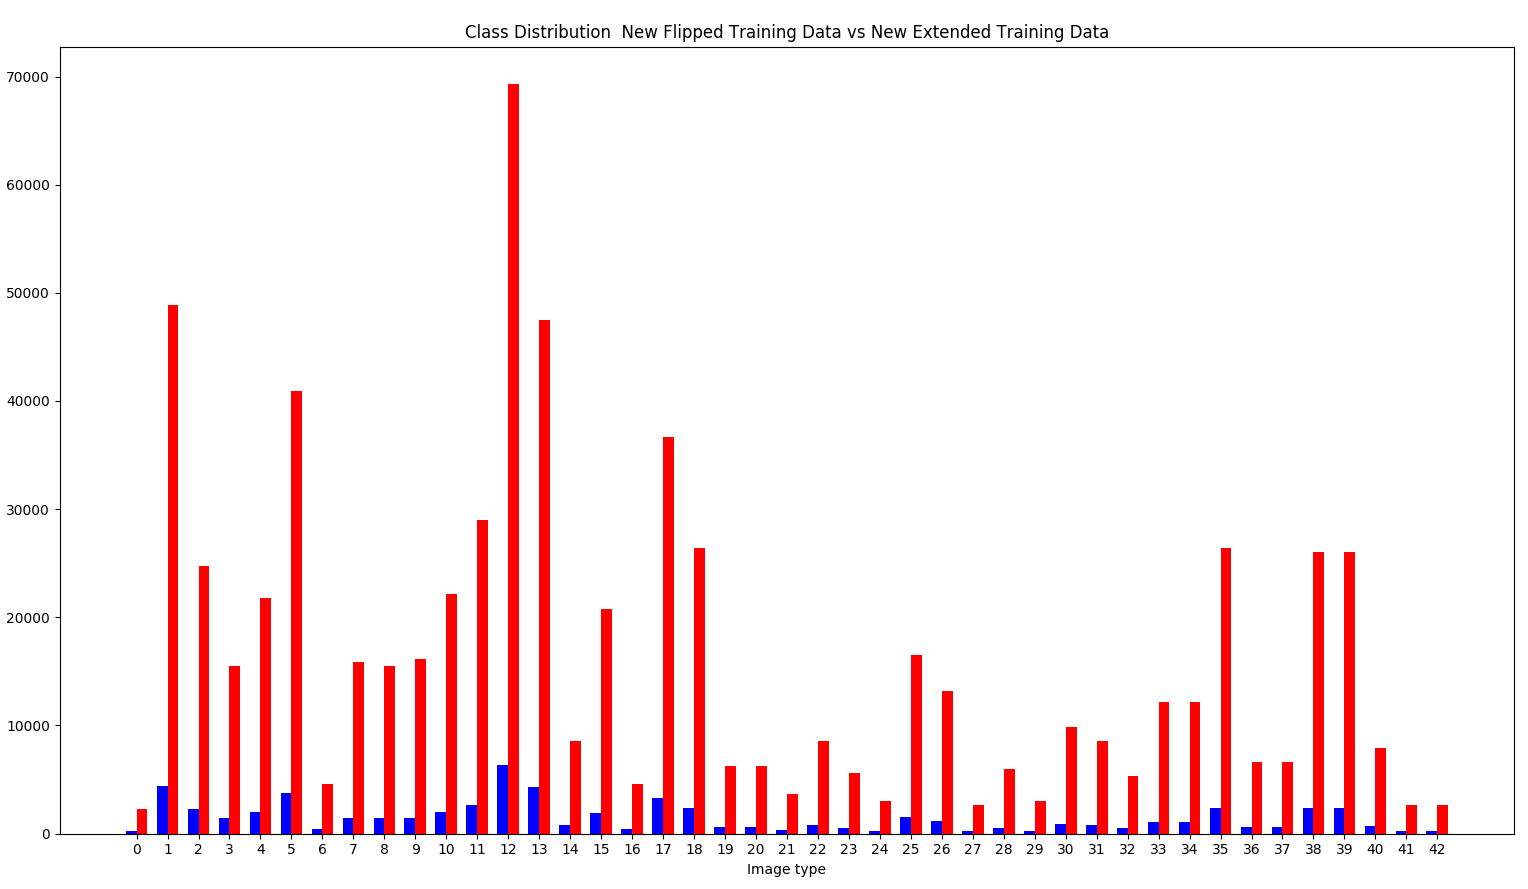 Class Distribution  New Flipped Training Data vs New Extended Training Data
70000
60000
50000
40000
30000
20000
10000
0
0 1 2 3 4 5 6 7 8 9 10 11 12 13 14 15 16 17 18 19 20 21 22 23 24 25 26 27 28 29 30 31 32 33 34 35 36 37 38 39 40 41 42
Image type